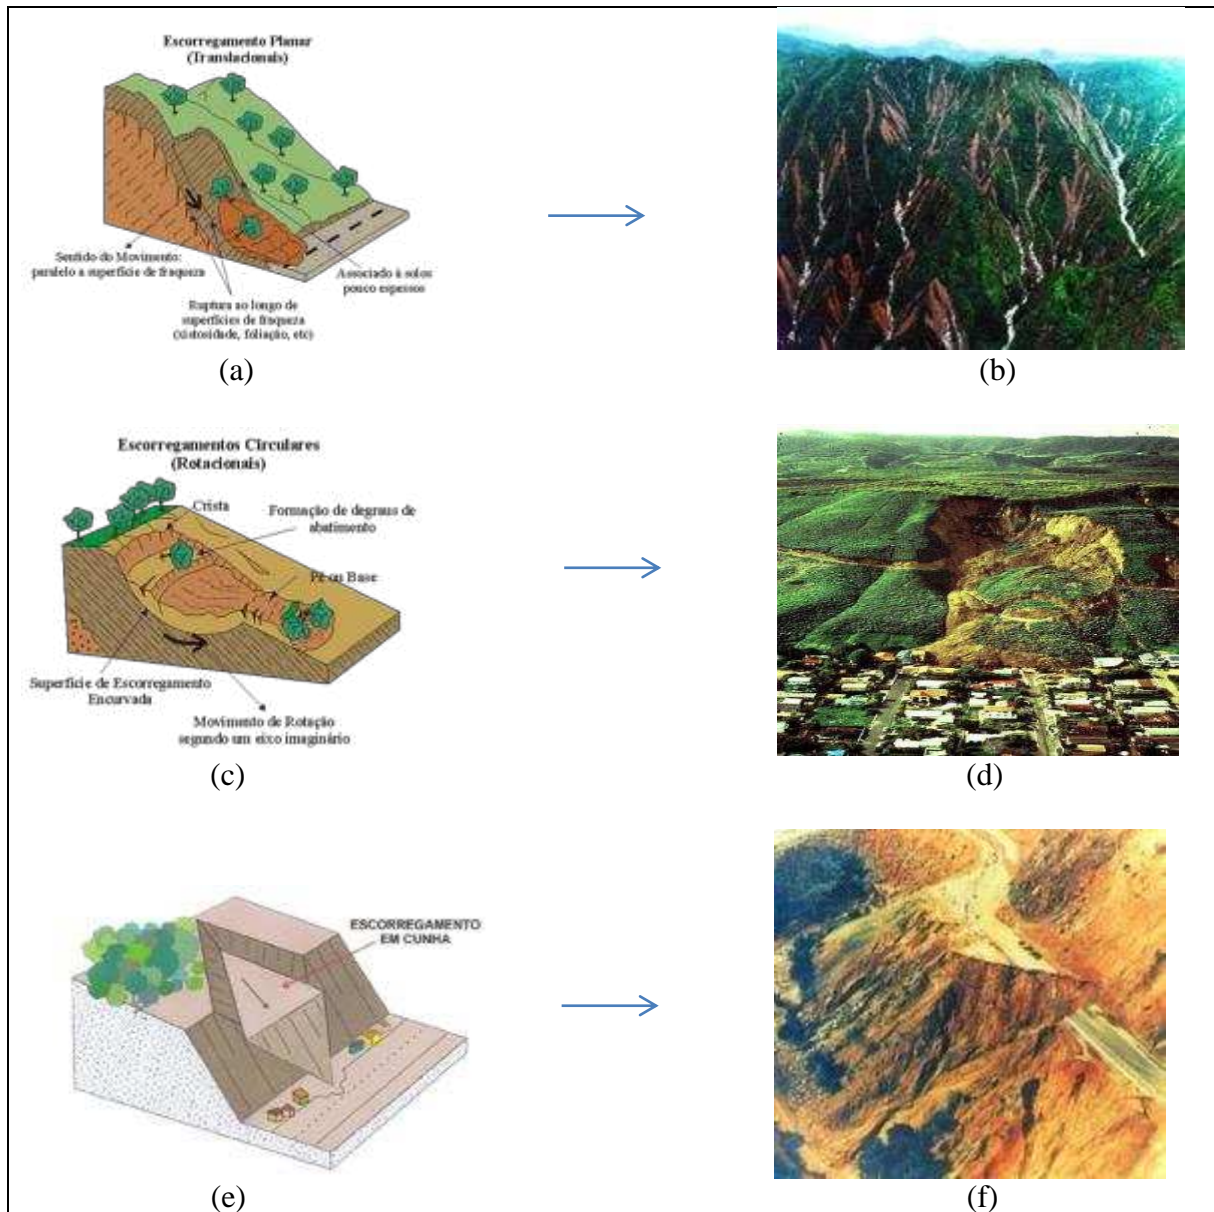 Escorregamento Planar
(Translacionais)
Sentido do Movimento:
paralelo a superfície de fraqueza
Associado à solos
pouco espessos
Ruptura ao longo de
superfícies de fraqueza
(xistosidade, foliação, etc)
(a)
(b)
Escorregamentos Circulares
(Rotacionais)
Crista
Formação de degraus de
abatimento
Pé ou Base
Superfície de Escorregamento
Encurvada
Movimento de Rotação
segundo um eixo imaginário
(c)
(d)
ESCORREGAMENTO
EM CUNHA
(e)
(f)